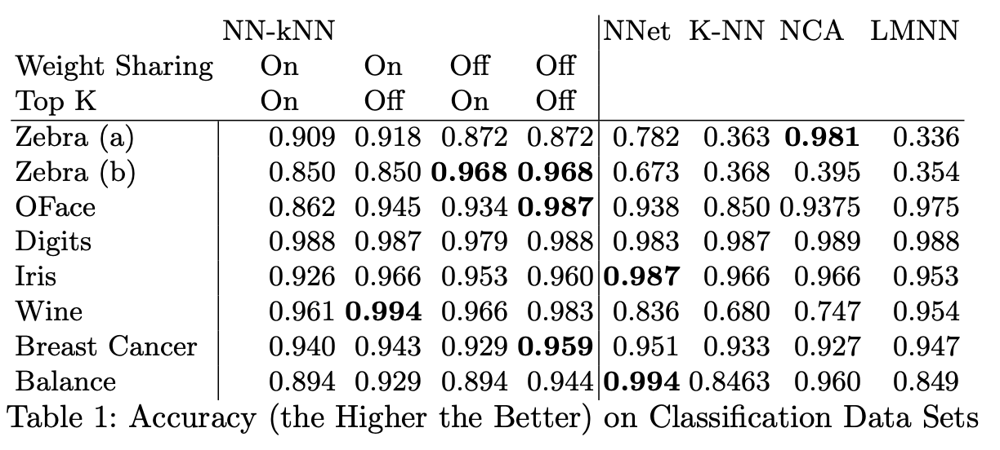 NN-kNN NNet K-NN NCA LMNN
Weight Sharing On On Off Off
Top K On Off On Off
Zebra (a) 0.909 0.918 0.872 0.872 0.782 0.363 0.981 0.336
Zebra (b) 0.850 0.850 0.968 0.968 0.673 0.368 0.395 0.354
OFace 0.862 0.945 0.934 0.987 0.938 0.850 0.9375 0.975
Digits 0.988 0.987 0.979 0.988 0.983 0.987 0.989 0.988
Iris 0.926 0.966 0.953 0.960 0.987 0.966 0.966 0.953
Wine 0.961 0.994 0.966 0.983 0.836 0.680 0.747 0.954
Breast Cancer 0.940 0.943 0.929 0.959 0.951 0.933 0.927 0.947
Balance 0.894 0.929 0.894 0.944 0.994 0.8463 0.960 0.849
Table 1: Accuracy (the Higher the Better) on Classification Data Sets